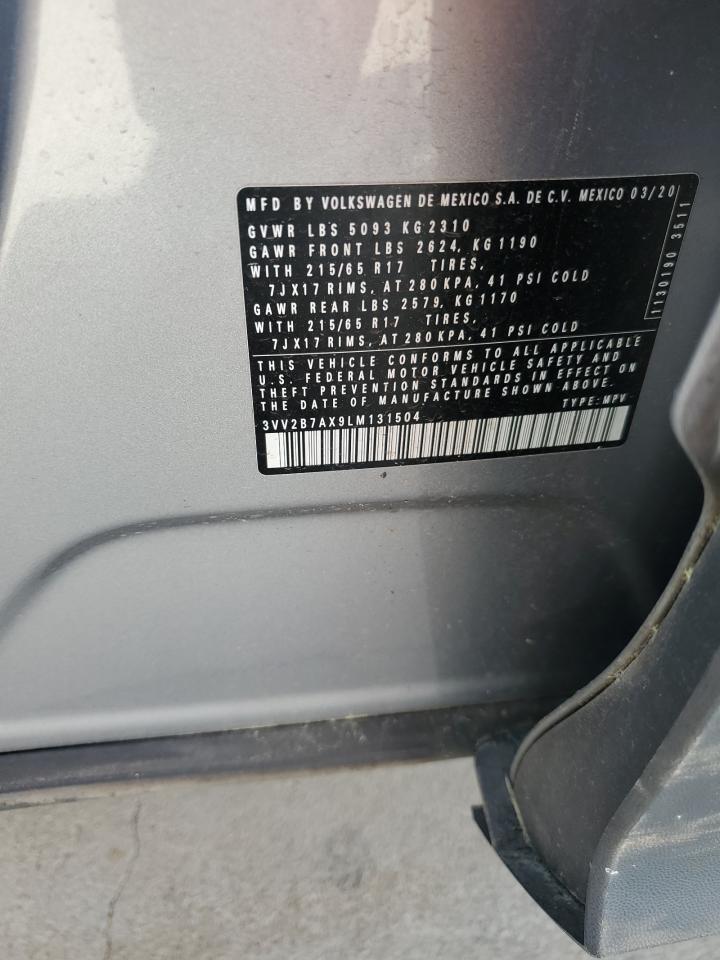 MFD BY VOLKSWAGEN DE MEXICO S.A. DE C.V. MEXICO 03/20
GVWR LBS 5093 KG 2310
GAWR FRONT LBS 2624, KG 1190
WITH 215/65 R17 TIRES,
7JX17 RIMS, AT 280 KPA, 41 PSI COLD
GAWR REAR LBS 2579, KG 1170
WITH 215/65 R17 TIRES,
7JX17 RIMS, AT 280 KPA, 41 PSI COLD
1130190 3511
THIS VEHICLE CONFORMS TO ALL APPLICABLE
U.S. FEDERAL MOTOR VEHICLE SAFETY AND
THEFT PREVENTION STANDARDS IN EFFECT ON
THE DATE OF MANUFACTURE SHOWN ABOVE.
3VV2B7AX9LM131504 TYPE: MPV